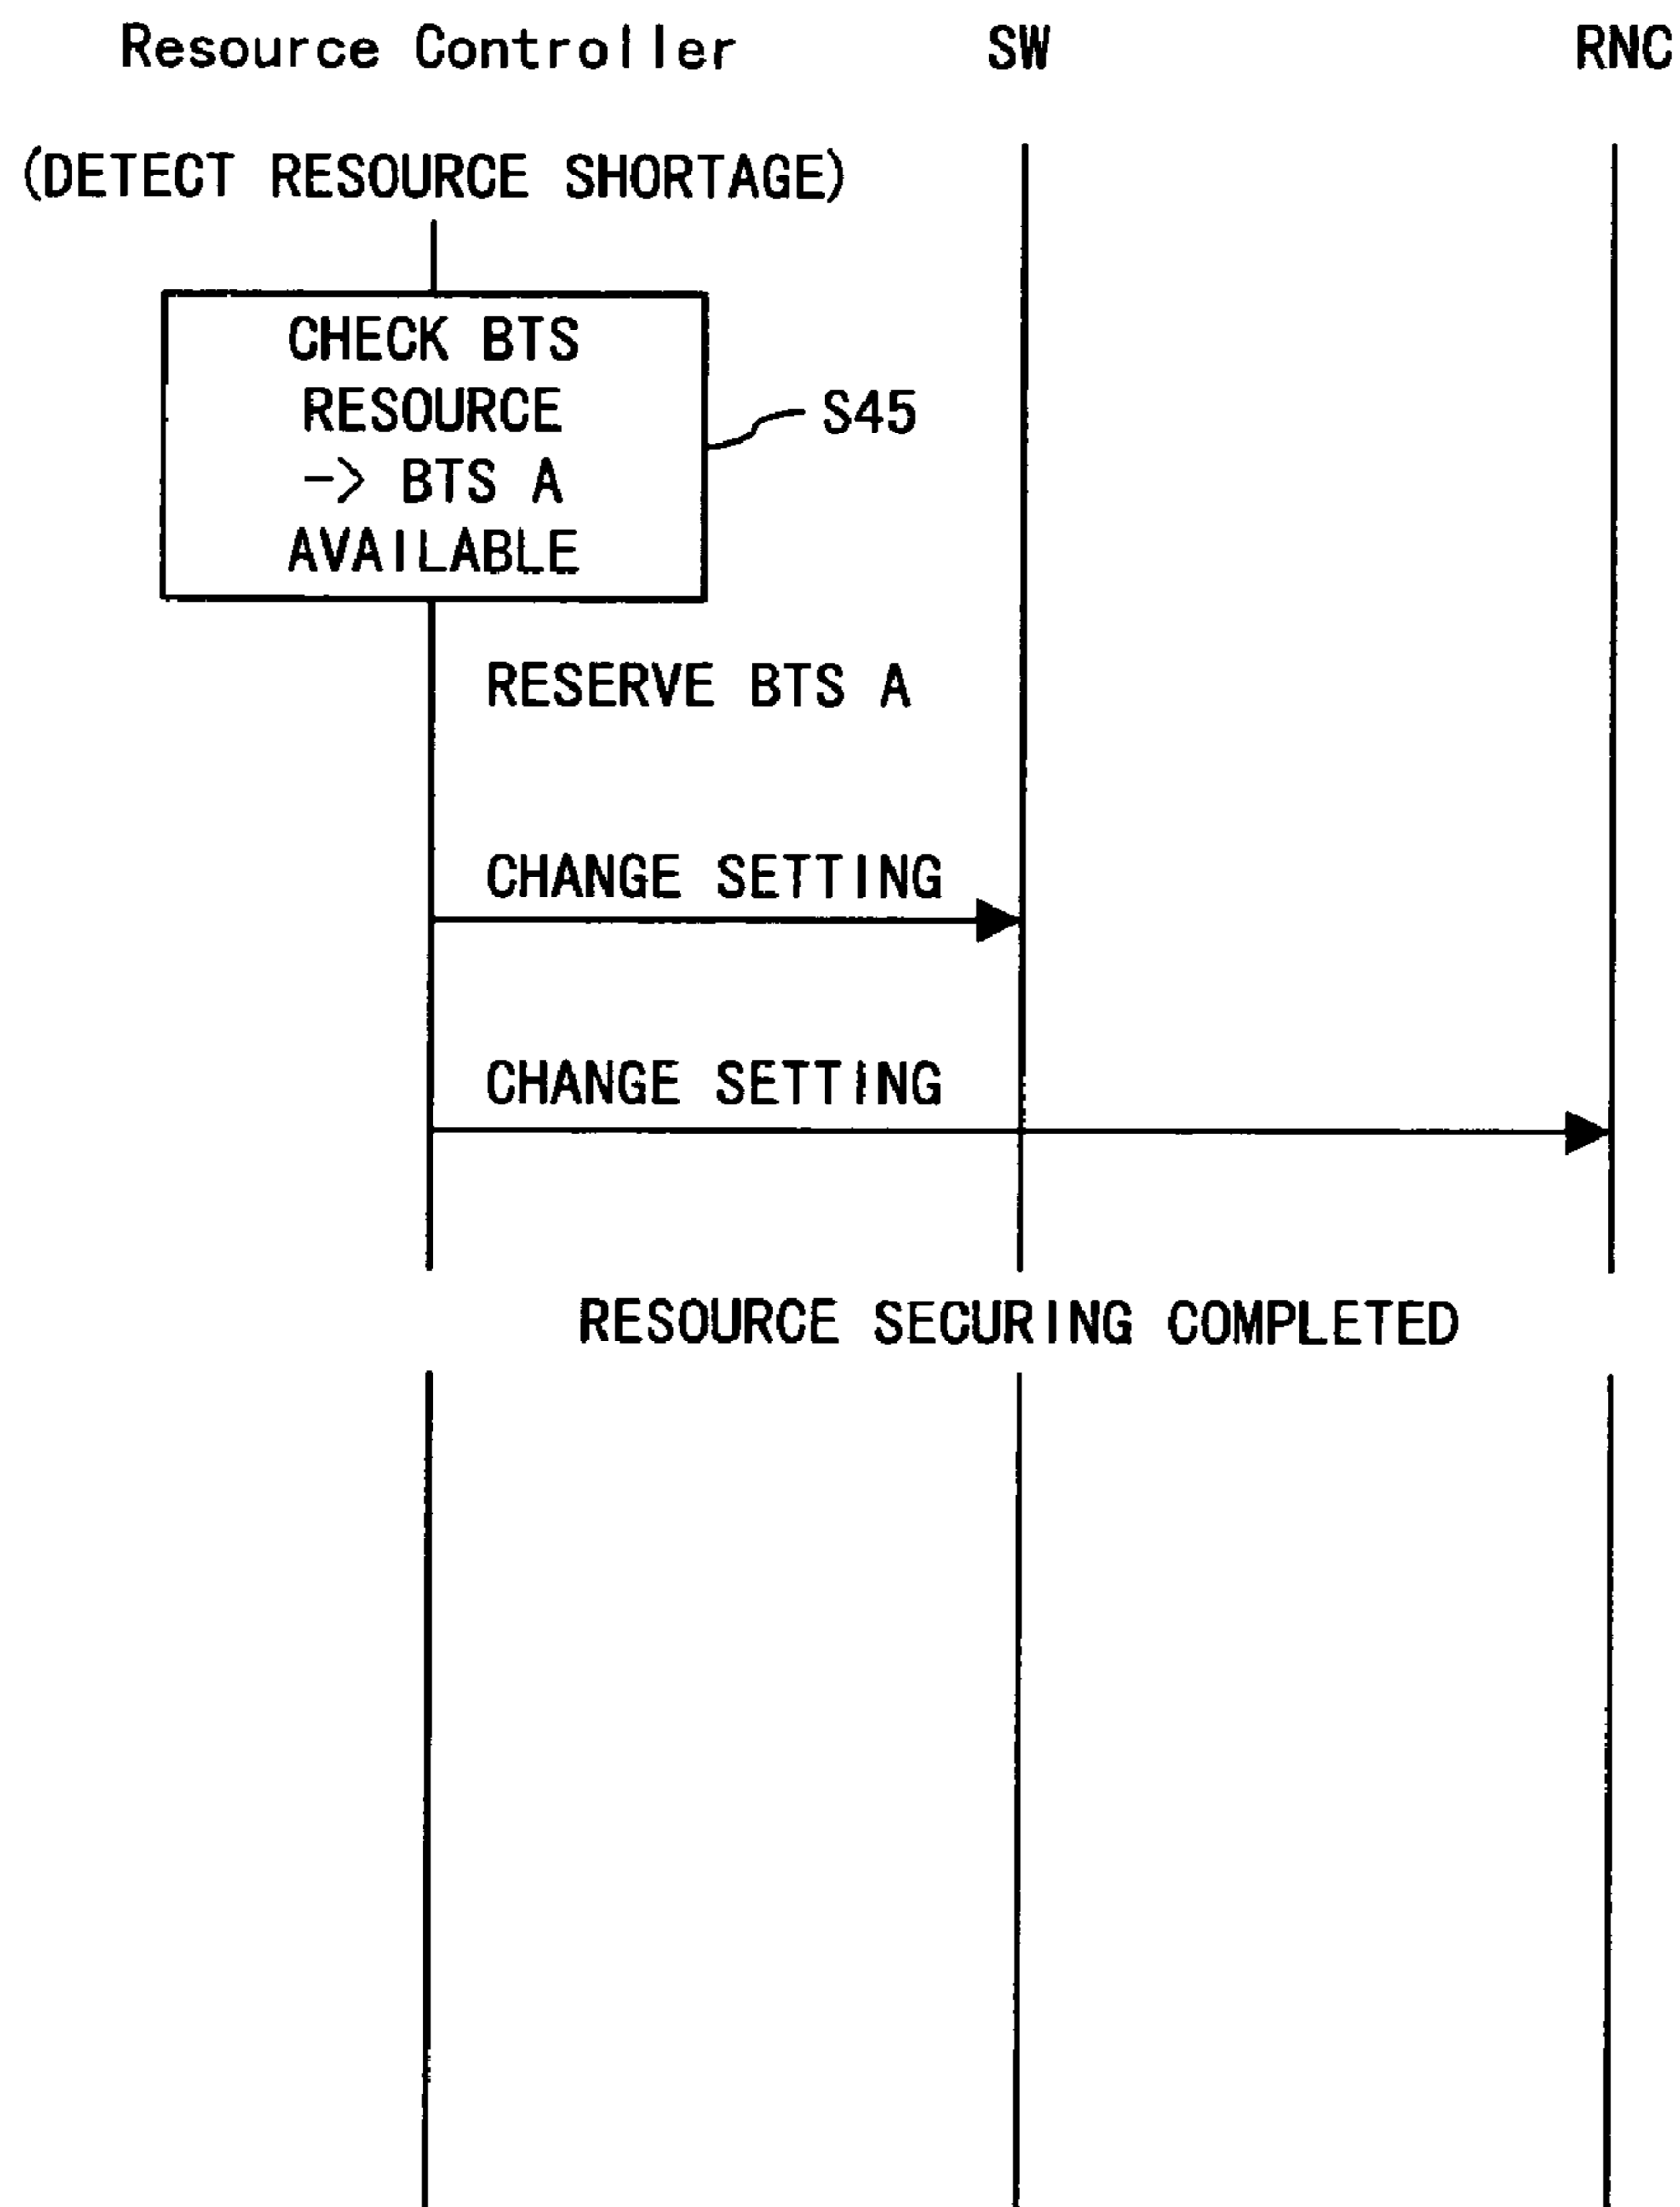 Resource Controller SW RNC
(DETECT RESOURCE SHORTAGE)
CHECK BTS
RESOURCE
-> BTS A
AVAILABLE
S45
RESERVE BTS A
CHANGE SETTING
CHANGE SETTING
RESOURCE SECURING COMPLETED